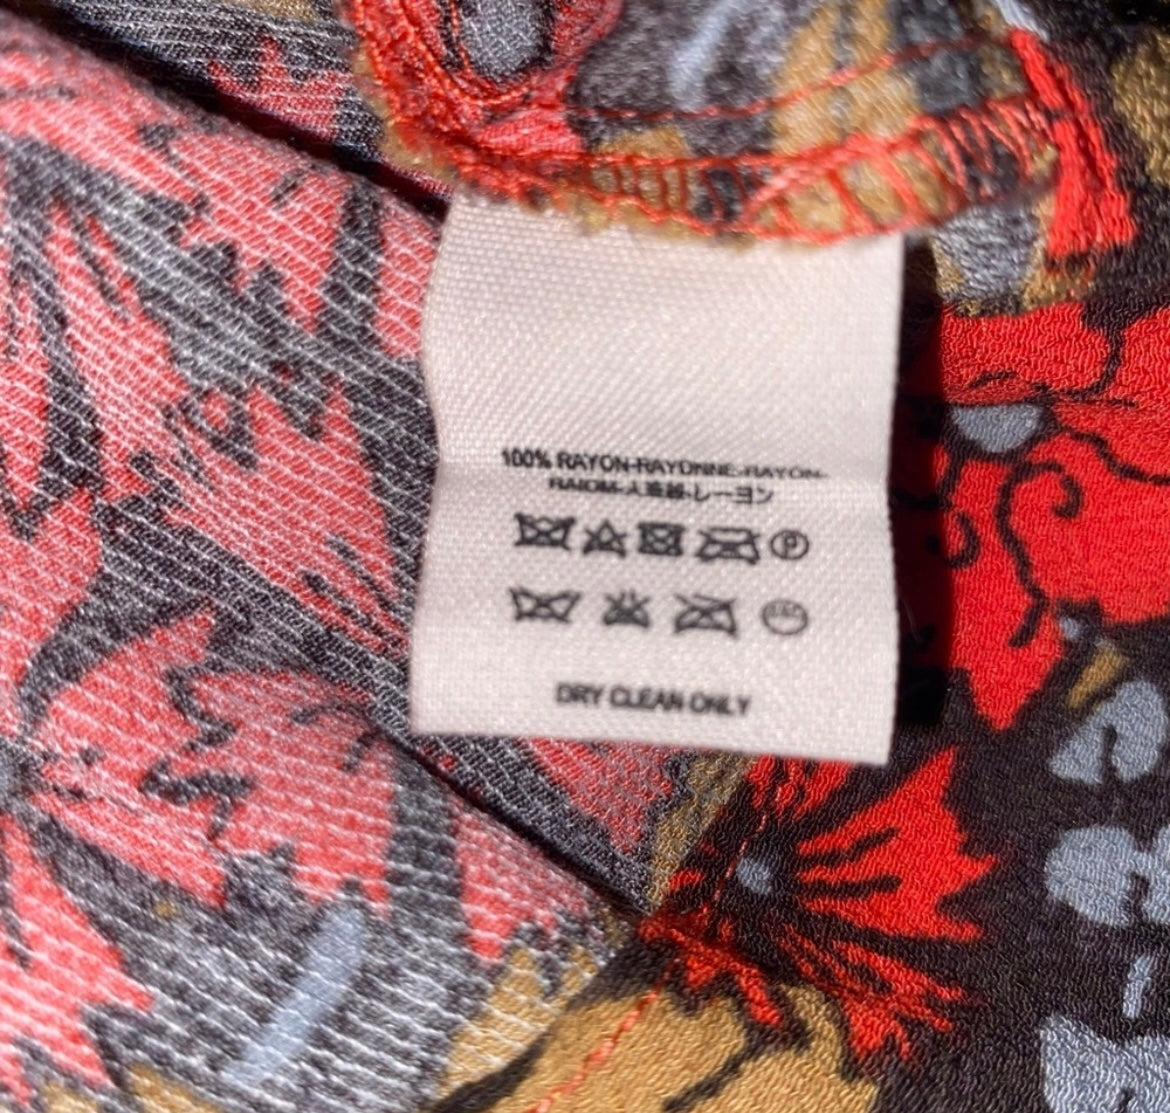 100% RAYON-RAYONNE-RAYON-
RAIOM-人造絲-レーヨン
P
DRY CLEAN ONLY